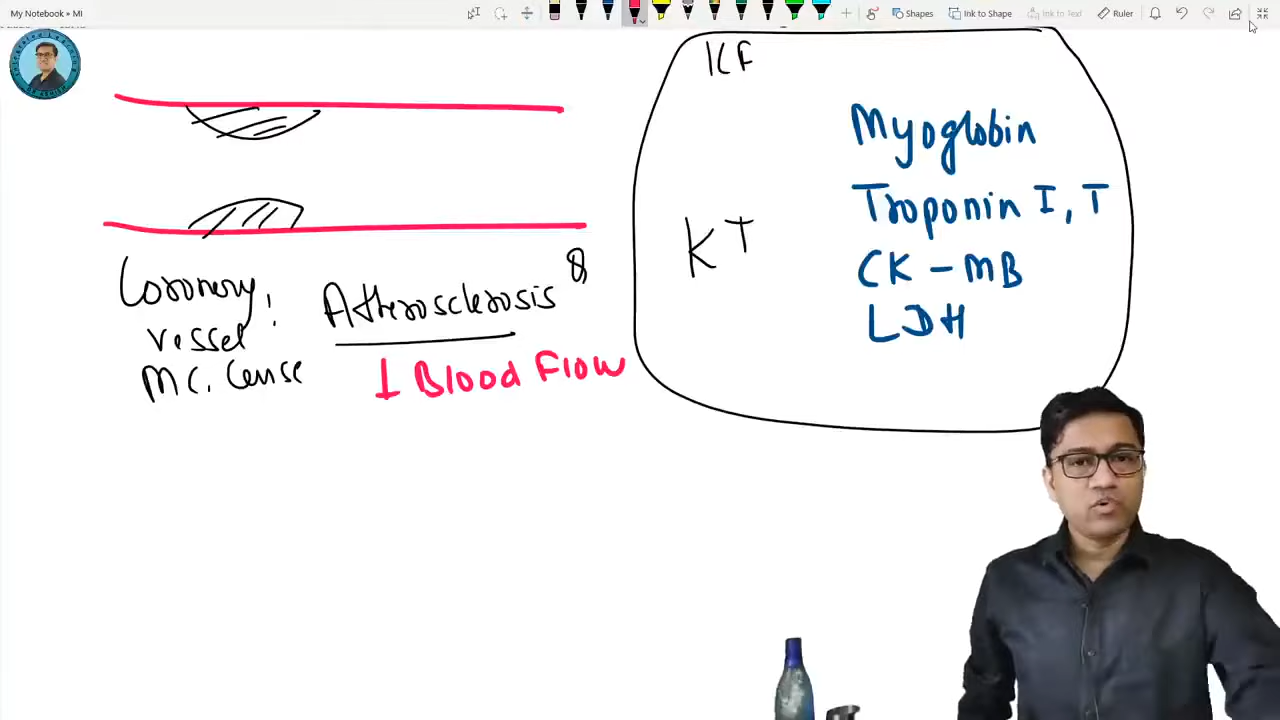 My Notebook » MI
Shapes
Ink to Shape
Ink to Text
Ruler
ICF
Myoglobin
Troponin I, T
K T
CK - MB
LDH
Coronery
vessel
Atherosclerosis
MC. Cause
↓ Blood Flow